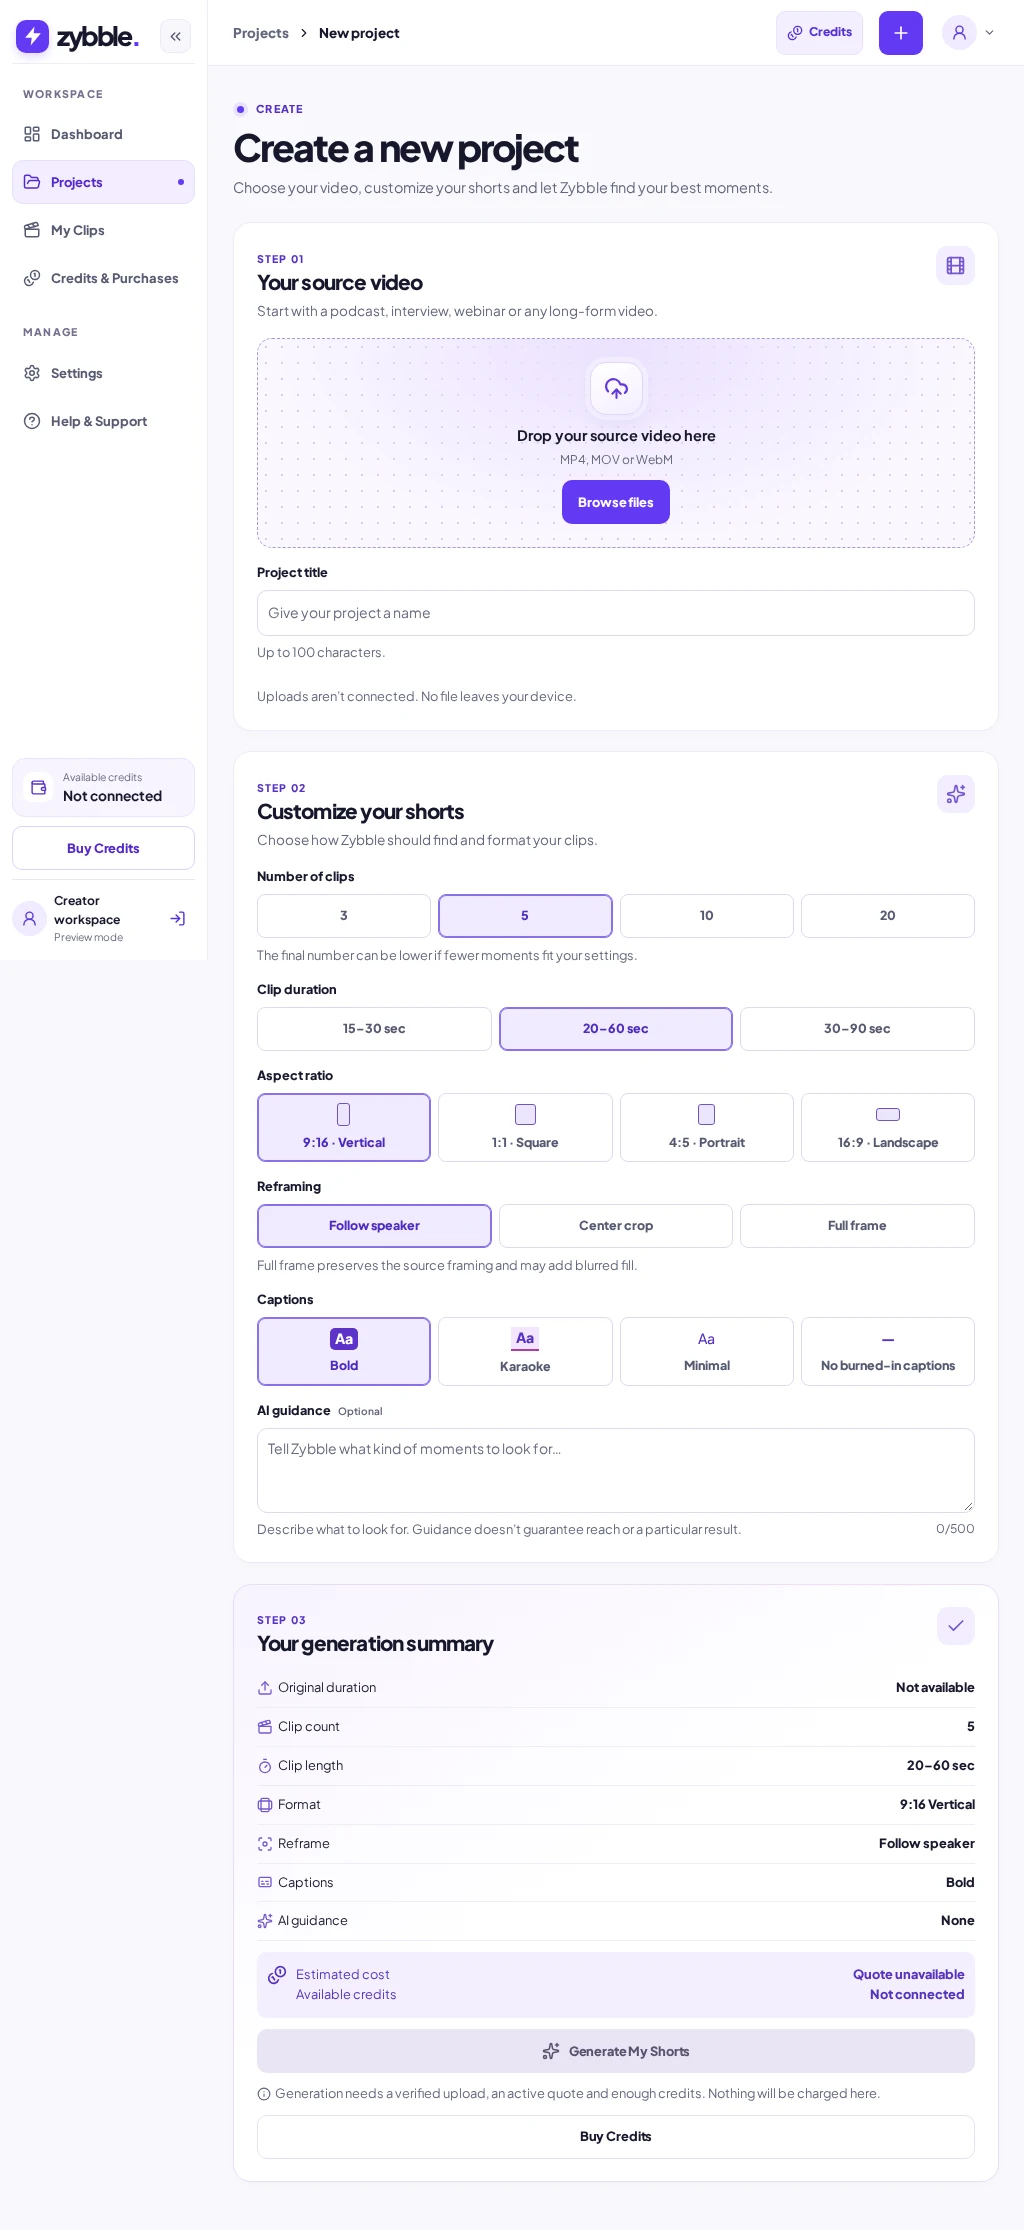 zybble.
WORKSPACE
Dashboard
Projects
My Clips
Credits & Purchases
MANAGE
Settings
Help & Support
Available credits
Not connected
Buy Credits
Creator
workspace
Preview mode
Projects > New project
Credits
CREATE
Create a new project
Choose your video, customize your shorts and let Zybble find your best moments.
STEP 01
Your source video
Start with a podcast, interview, webinar or any long-form video.
Drop your source video here
MP4, MOV or WebM
Browse files
Project title
Give your project a name
Up to 100 characters.
Uploads aren't connected. No file leaves your device.
STEP 02
Customize your shorts
Choose how Zybble should find and format your clips.
Number of clips
3 5 10 20
The final number can be lower if fewer moments fit your settings.
Clip duration
15–30 sec 20–60 sec 30–90 sec
Aspect ratio
9:16 · Vertical 1:1 · Square 4:5 · Portrait 16:9 · Landscape
Reframing
Follow speaker Center crop Full frame
Full frame preserves the source framing and may add blurred fill.
Captions
Aa Aa Aa —
Bold Karaoke Minimal No burned-in captions
AI guidance Optional
Tell Zybble what kind of moments to look for…
Describe what to look for. Guidance doesn't guarantee reach or a particular result. 0/500
STEP 03
Your generation summary
Original duration Not available
Clip count 5
Clip length 20–60 sec
Format 9:16 Vertical
Reframe Follow speaker
Captions Bold
AI guidance None
Estimated cost Quote unavailable
Available credits Not connected
Generate My Shorts
Generation needs a verified upload, an active quote and enough credits. Nothing will be charged here.
Buy Credits